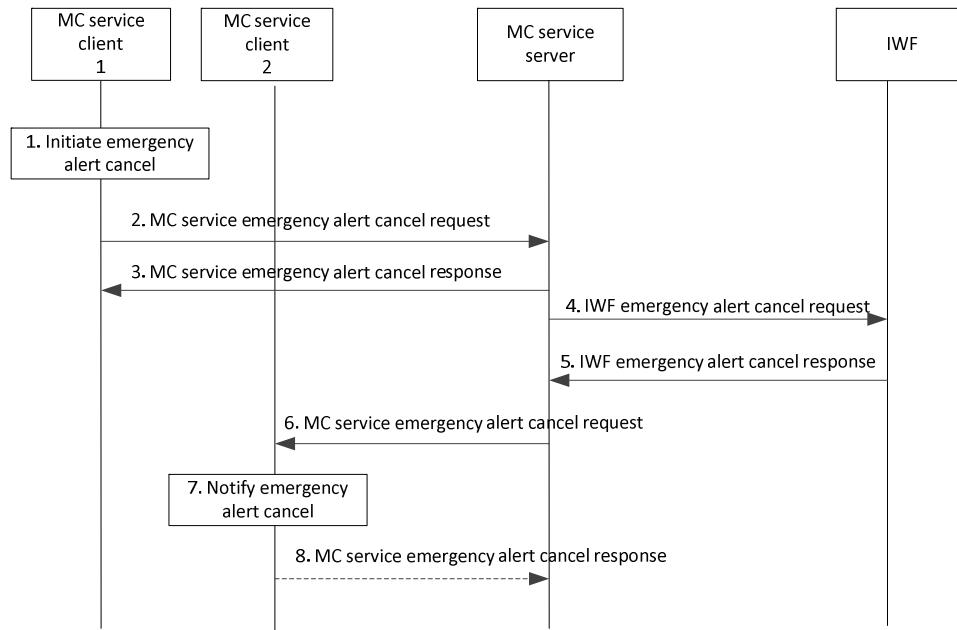 MC service
client
1
MC service
client
2
MC service
server
IWF
1. Initiate emergency
alert cancel
2. MC service emergency alert cancel request
3. MC service emergency alert cancel response
4. IWF emergency alert cancel request
5. IWF emergency alert cancel response
6. MC service emergency alert cancel request
7. Notify emergency
alert cancel
8. MC service emergency alert cancel response